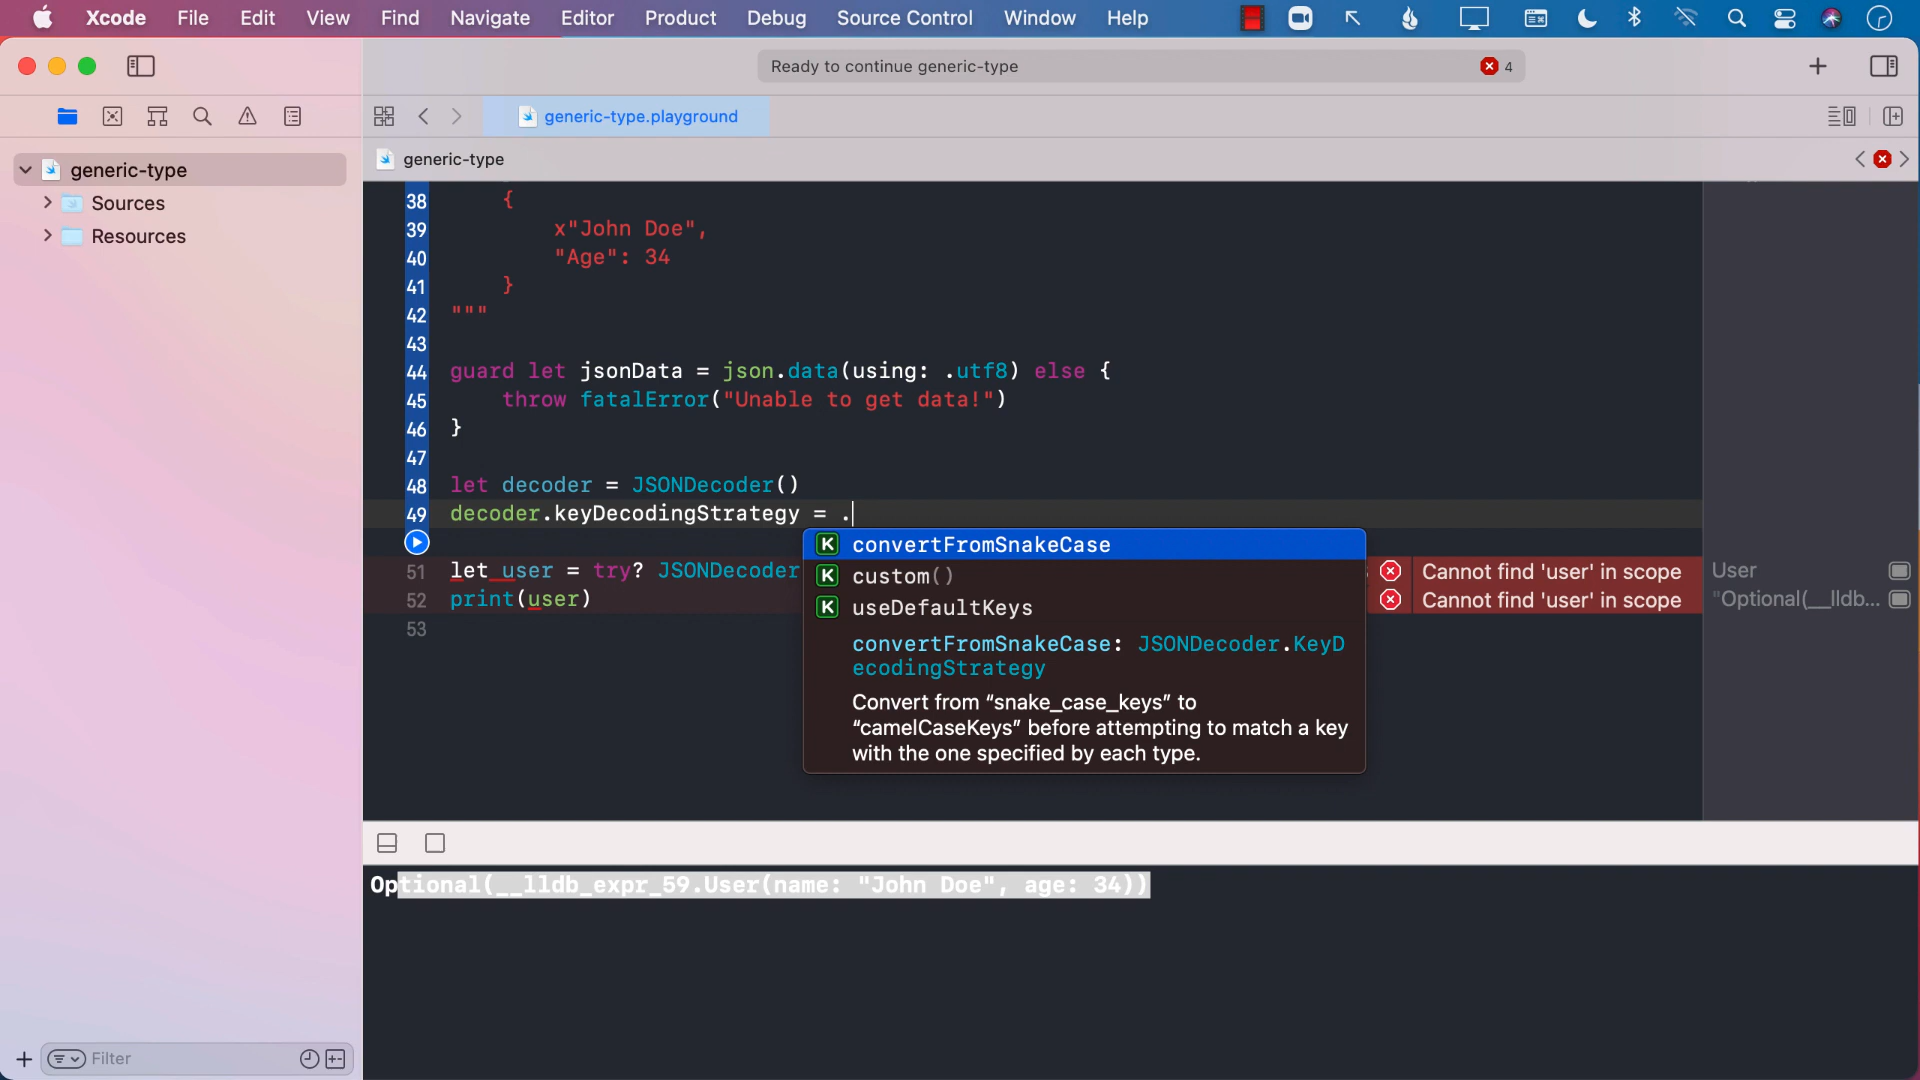 Xcode File Edit View Find Navigate Editor Product Debug Source Control Window Help
Ready to continue generic-type 4
generic-type.playground
generic-type
generic-type
Sources
Resources
38 {
39 x"John Doe",
40 "Age": 34
41 }
42 """
43
44 guard let jsonData = json.data(using: .utf8) else {
45 throw fatalError("Unable to get data!")
46 }
47
48 let decoder = JSONDecoder()
49 decoder.keyDecodingStrategy = .
K convertFromSnakeCase
K custom()
K useDefaultKeys
convertFromSnakeCase: JSONDecoder.KeyD
ecodingStrategy
Convert from “snake_case_keys” to
“camelCaseKeys” before attempting to match a key
with the one specified by each type.
51 let user = try? JSONDecoder
Cannot find 'user' in scope
User
52 print(user)
Cannot find 'user' in scope
"Optional(__lldb...
53
Optional(__lldb_expr_59.User(name: "John Doe", age: 34))
Filter